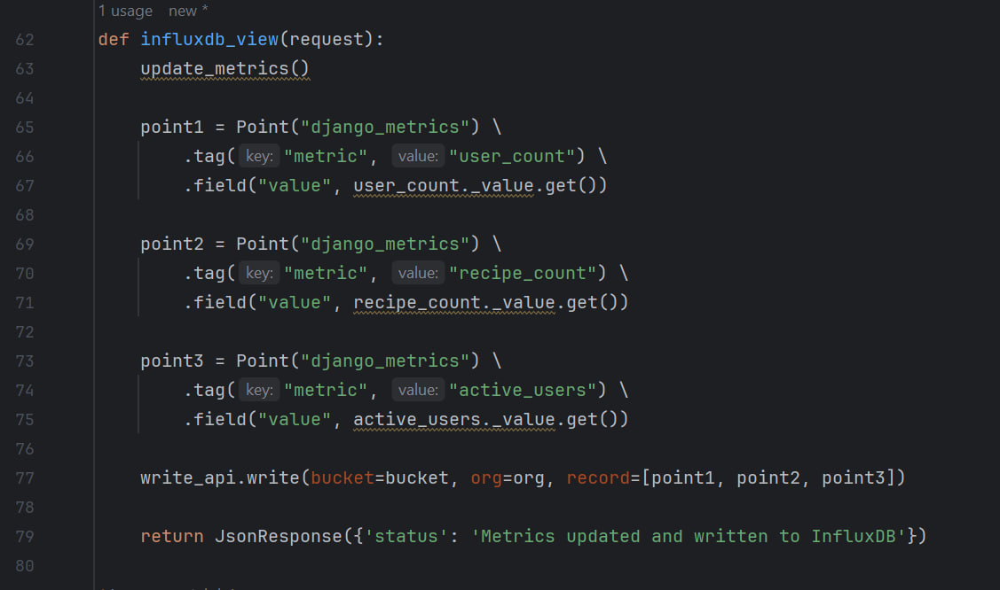 1 usage new *
62 def influxdb_view(request):
63 update_metrics()
64
65 point1 = Point("django_metrics") \
66 .tag( key: "metric", value: "user_count") \
67 .field("value", user_count._value.get())
68
69 point2 = Point("django_metrics") \
70 .tag( key: "metric", value: "recipe_count") \
71 .field("value", recipe_count._value.get())
72
73 point3 = Point("django_metrics") \
74 .tag( key: "metric", value: "active_users") \
75 .field("value", active_users._value.get())
76
77 write_api.write(bucket=bucket, org=org, record=[point1, point2, point3])
78
79 return JsonResponse({'status': 'Metrics updated and written to InfluxDB'})
80